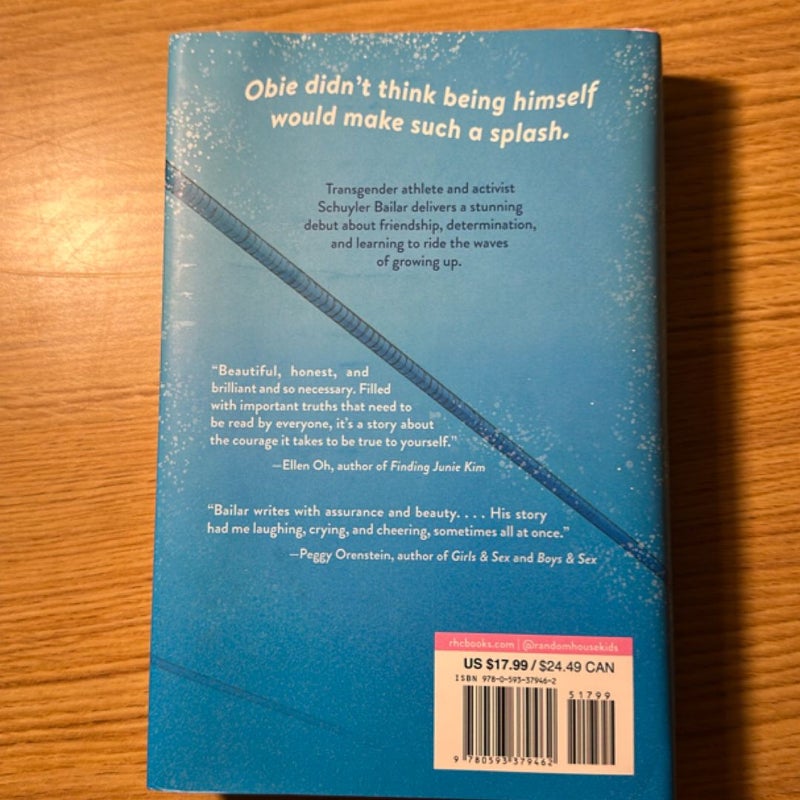 Obie didn't think being himself
would make such a splash.
Transgender athlete and activist
Schuyler Bailar delivers a stunning
debut about friendship, determination,
and learning to ride the waves
of growing up.
“Beautiful, honest, and
brilliant and so necessary. Filled
with important truths that need to
be read by everyone, it's a story about
the courage it takes to be true to yourself.”
—Ellen Oh, author of Finding Junie Kim
“Bailar writes with assurance and beauty. . . . His story
had me laughing, crying, and cheering, sometimes all at once.”
—Peggy Orenstein, author of Girls & Sex and Boys & Sex
rhcbooks.com | @randomhousekids
US $17.99 / $24.49 CAN
ISBN 978-0-593-37946-2
51799
9 780593 379462